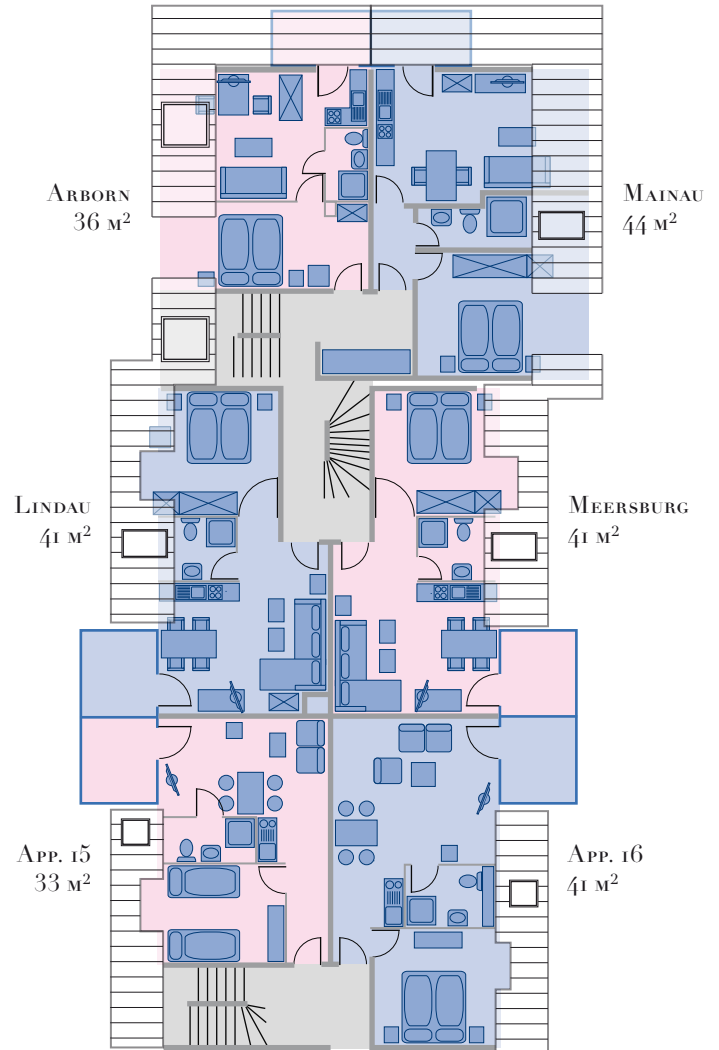 Arborn
36 m²
Mainau
44 m²
Lindau
41 m²
Meersburg
41 m²
App. 15
33 m²
App. 16
41 m²